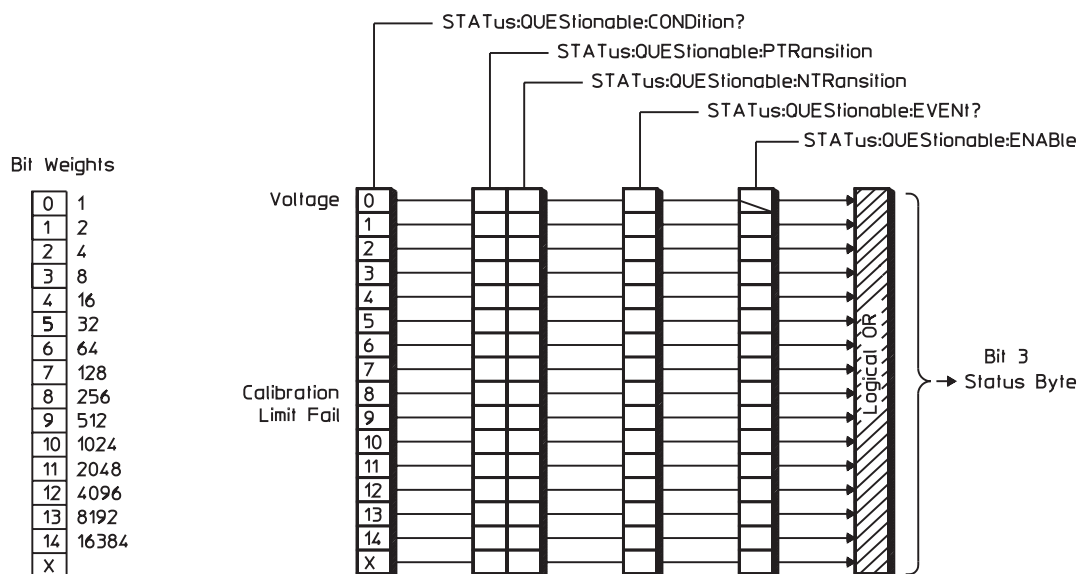 STATus:QUEStionable:CONDition?
STATus:QUEStionable:PTRansition
STATus:QUEStionable:NTRansition
STATus:QUEStionable:EVENt?
STATus:QUEStionable:ENABle
Bit Weights
0 1
1 2
2 4
3 8
4 16
5 32
6 64
7 128
8 256
9 512
10 1024
11 2048
12 4096
13 8192
14 16384
X
Voltage
Calibration
Limit Fail
0
1
2
3
4
5
6
7
8
9
10
11
12
13
14
X
Logical OR
Bit 3
Status Byte